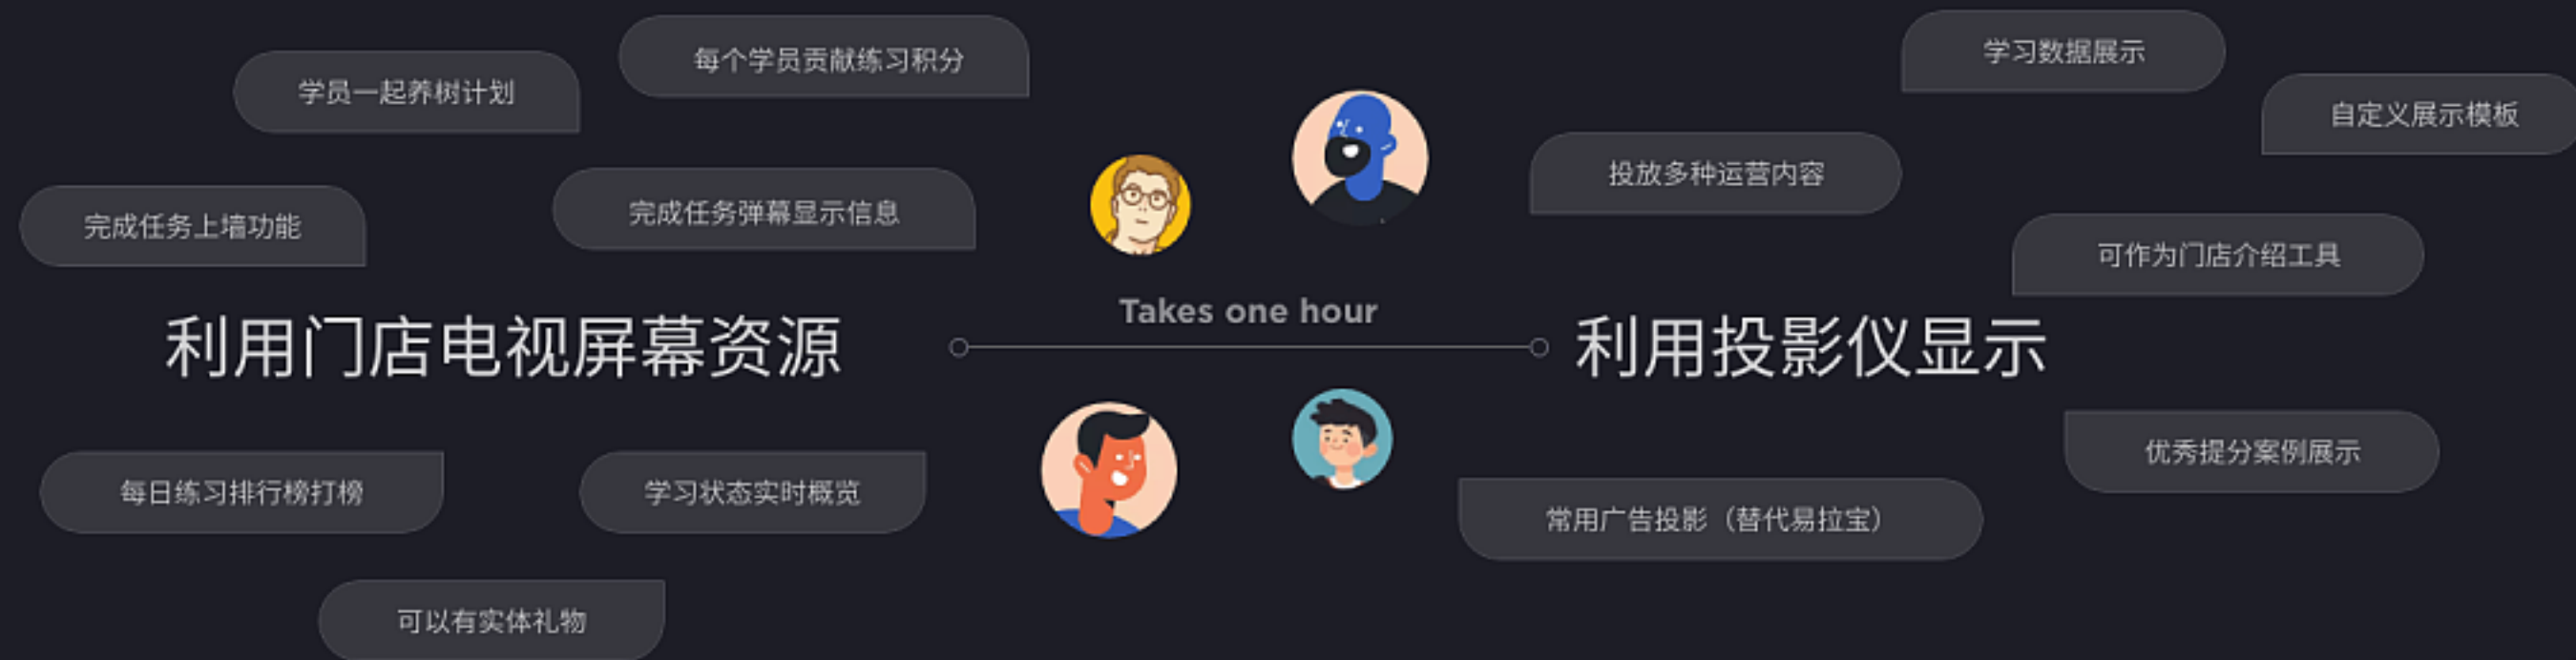 每个学员贡献练习积分
学员一起养树计划
完成任务上墙功能
完成任务弹幕显示信息
利用门店电视屏幕资源
每日练习排行榜打榜
学习状态实时概览
可以有实体礼物
Takes one hour
学习数据展示
自定义展示模板
投放多种运营内容
可作为门店介绍工具
利用投影仪显示
优秀提分案例展示
常用广告投影（替代易拉宝）